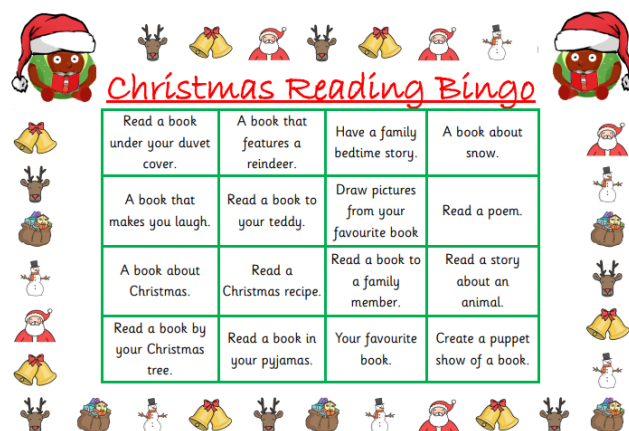 Christmas Reading Bingo
Read a book
under your duvet
cover.
A book that
features a
reindeer.
Have a family
bedtime story.
A book about
snow.
A book that
makes you laugh.
Read a book to
your teddy.
Draw pictures
from your
favourite book
Read a poem.
A book about
Christmas.
Read a
Christmas recipe.
Read a book to
a family
member.
Read a story
about an
animal.
Read a book by
your Christmas
tree.
Read a book in
your pyjamas.
Your favourite
book.
Create a puppet
show of a book.